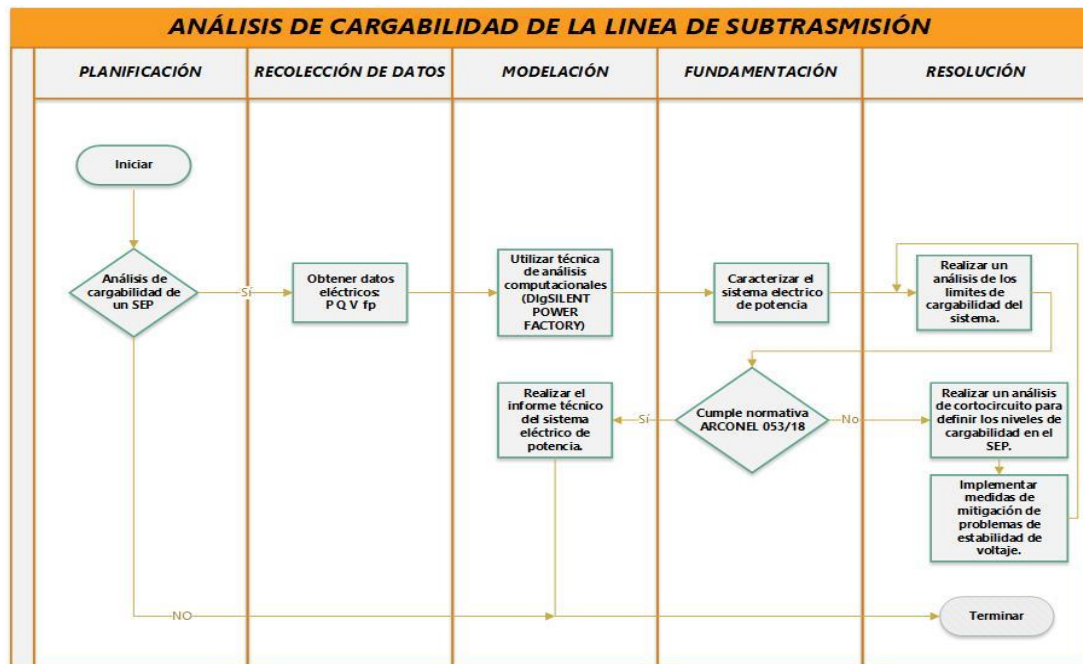 ANÁLISIS DE CARGABILIDAD DE LA LINEA DE SUBTRASMISIÓN
PLANIFICACIÓN
RECOLECCIÓN DE DATOS
MODELACIÓN
FUNDAMENTACIÓN
RESOLUCIÓN
Iniciar
Análisis de
cargabilidad de
un SEP
Sí
Obtener datos
eléctricos:
P Q V fp
Utilizar técnica
de análisis
computacionales
(DIgSILENT
POWER
FACTORY)
Caracterizar el
sistema electrico
de potencia
Realizar un
análisis de los
límites de
cargabilidad del
sistema.
Cumple normativa
ARCONEL 053/18
Sí
Realizar el
informe técnico
del sistema
eléctrico de
potencia.
No
Realizar un análisis
de cortocircuito para
definir los niveles de
cargabilidad en el
SEP.
Implementar
medidas de
mitigación de
problemas de
estabilidad de
voltaje.
NO
Terminar